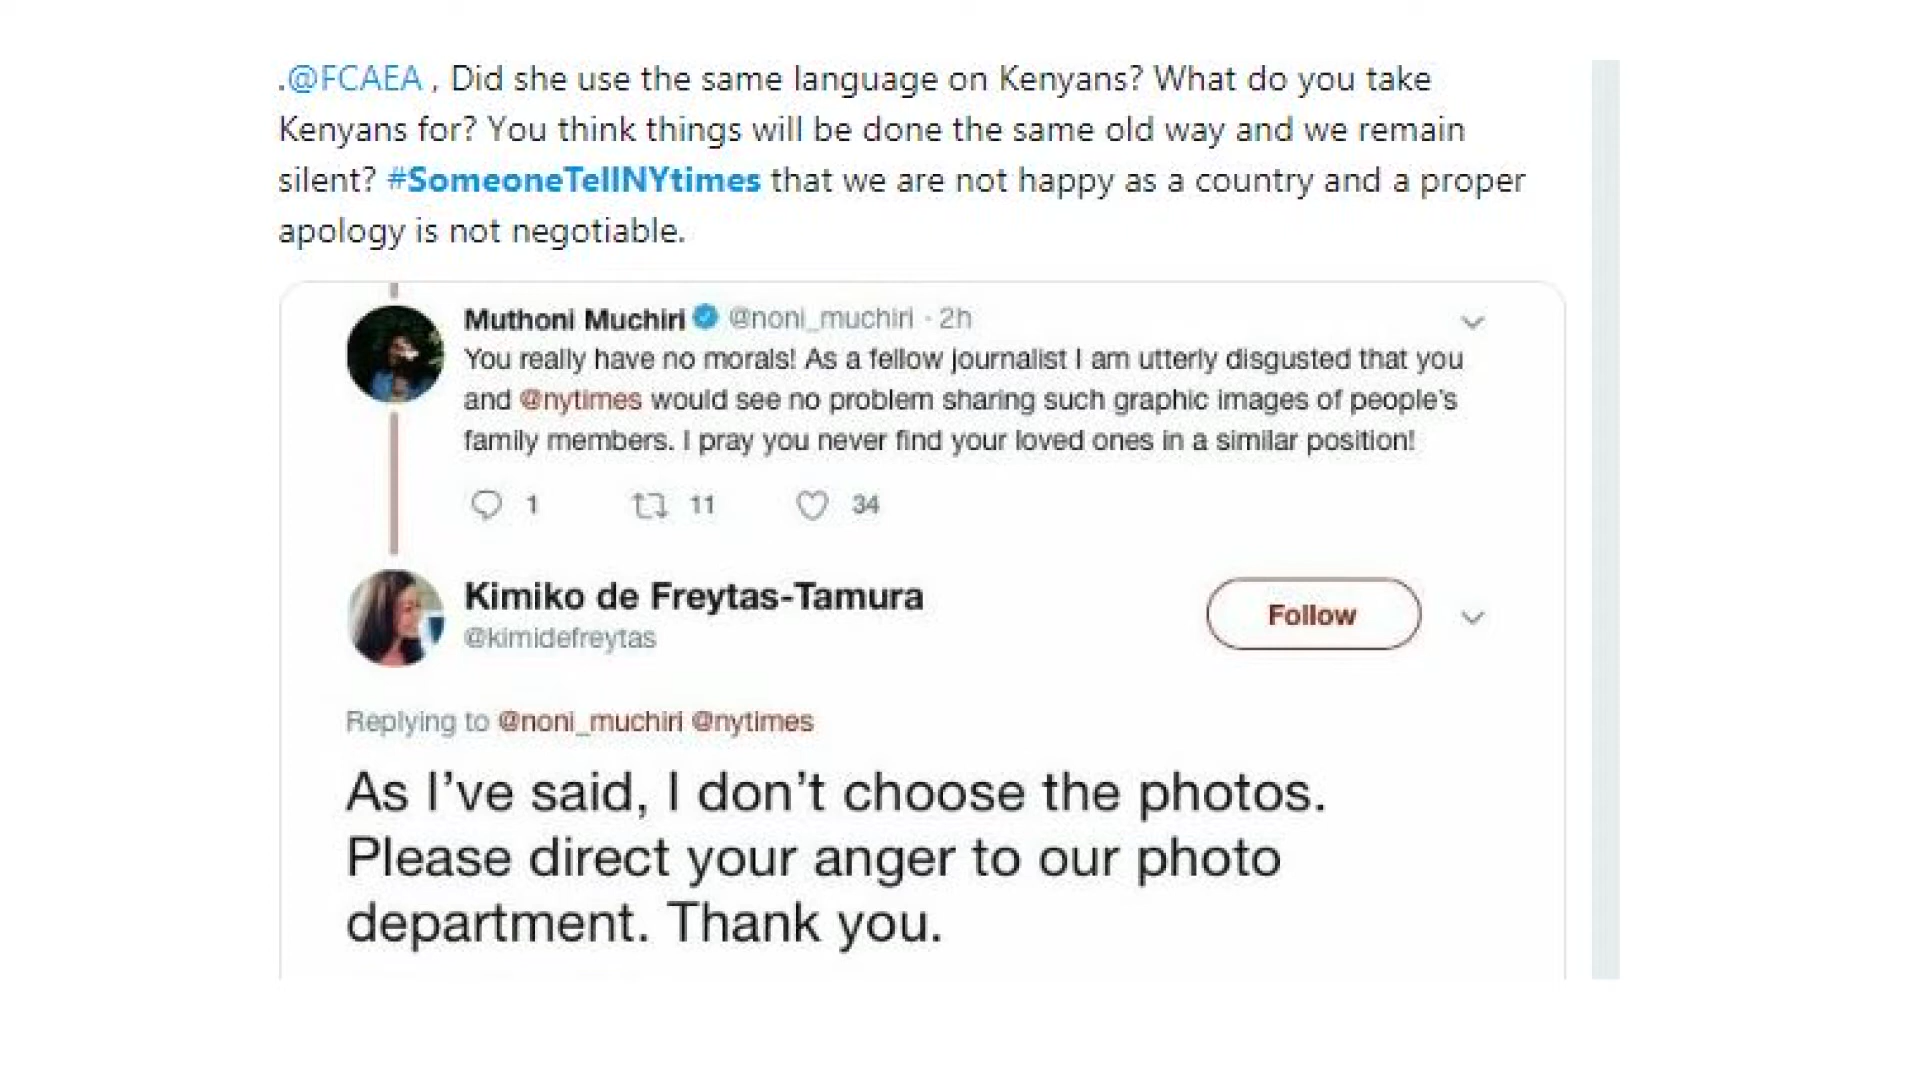 .@FCAEA , Did she use the same language on Kenyans? What do you take
Kenyans for? You think things will be done the same old way and we remain
silent? #SomeoneTellNYtimes that we are not happy as a country and a proper
apology is not negotiable.
Muthoni Muchiri @noni_muchiri · 2h
You really have no morals! As a fellow journalist I am utterly disgusted that you
and @nytimes would see no problem sharing such graphic images of people's
family members. I pray you never find your loved ones in a similar position!
1 11 34
Kimiko de Freytas-Tamura
@kimidefreytas
Follow
Replying to @noni_muchiri @nytimes
As I've said, I don't choose the photos.
Please direct your anger to our photo
department. Thank you.